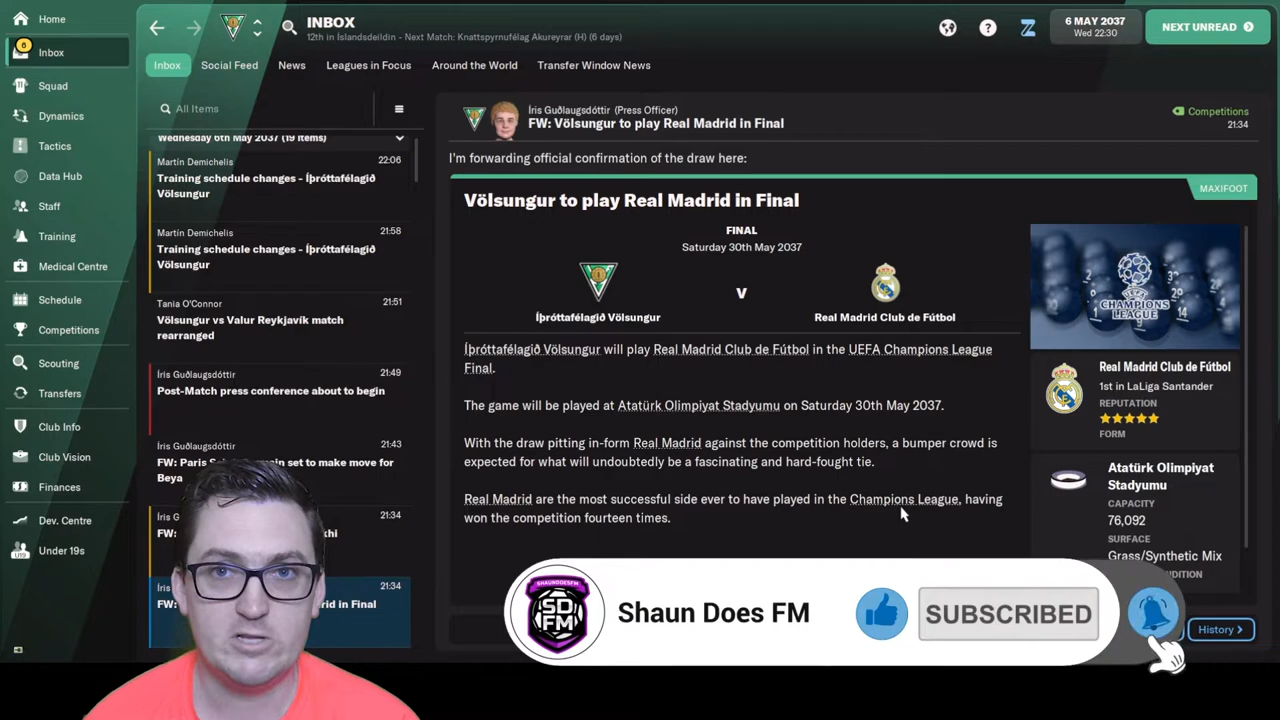 Home
Inbox
6
Squad
Dynamics
Tactics
Data Hub
Staff
Training
Medical Centre
Schedule
Competitions
Scouting
Transfers
Club Info
Club Vision
Finances
Dev. Centre
Under 19s
U19
INBOX
12th in Íslandsdeildin - Next Match: Knattspyrnufélag Akureyrar (H) (6 days)
6 MAY 2037
Wed 22:30
NEXT UNREAD
Inbox
Social Feed
News
Leagues in Focus
Around the World
Transfer Window News
All Items
Wednesday 6th May 2037 (19 items)
Martín Demichelis
22:06
Training schedule changes - Íþróttafélagið
Völsungur
Martín Demichelis
21:58
Training schedule changes - Íþróttafélagið
Völsungur
Tania O'Connor
21:51
Völsungur vs Valur Reykjavík match
rearranged
Íris Guðlaugsdóttir
21:49
Post-Match press conference about to begin
Íris Guðlaugsdóttir
21:43
set to make move for
Beya
Íris G
21:34
FW:
Íris
21:34
FW:
in Final
Íris Guðlaugsdóttir (Press Officer)
FW: Völsungur to play Real Madrid in Final
Competitions
21:34
I'm forwarding official confirmation of the draw here:
MAXIFOOT
Völsungur to play Real Madrid in Final
FINAL
Saturday 30th May 2037
V
Íþróttafélagið Völsungur
Real Madrid Club de Fútbol
Íþróttafélagið Völsungur will play Real Madrid Club de Fútbol in the UEFA Champions League
Final.
The game will be played at Atatürk Olimpiyat Stadyumu on Saturday 30th May 2037.
With the draw pitting in-form Real Madrid against the competition holders, a bumper crowd is
expected for what will undoubtedly be a fascinating and hard-fought tie.
Real Madrid are the most successful side ever to have played in the Champions League, having
won the competition fourteen times.
CHAMPIONS
LEAGUE
Real Madrid Club de Fútbol
1st in LaLiga Santander
REPUTATION
FORM
Atatürk Olimpiyat
Stadyumu
CAPACITY
76,092
SURFACE
Grass/Synthetic Mix
History
SHAUNDOESFM
SD
FM
Shaun Does FM
SUBSCRIBED